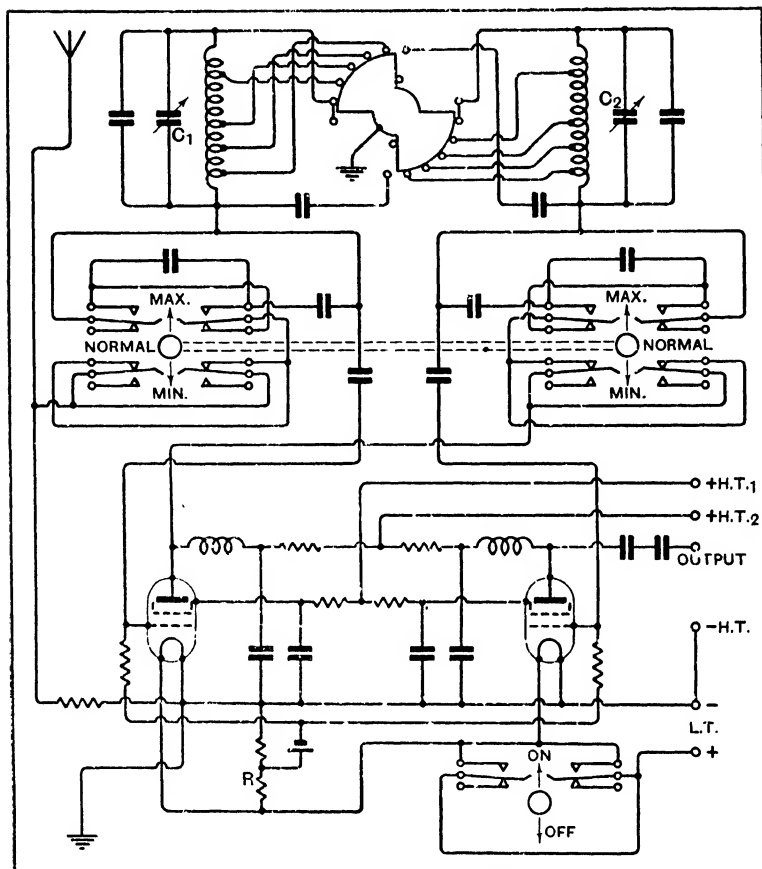 C1
C2
MAX.
NORMAL
MIN.
MAX.
NORMAL
MIN.
+H.T.1
+H.T.2
OUTPUT
-H.T.
-
L.T.
+
R
ON
OFF